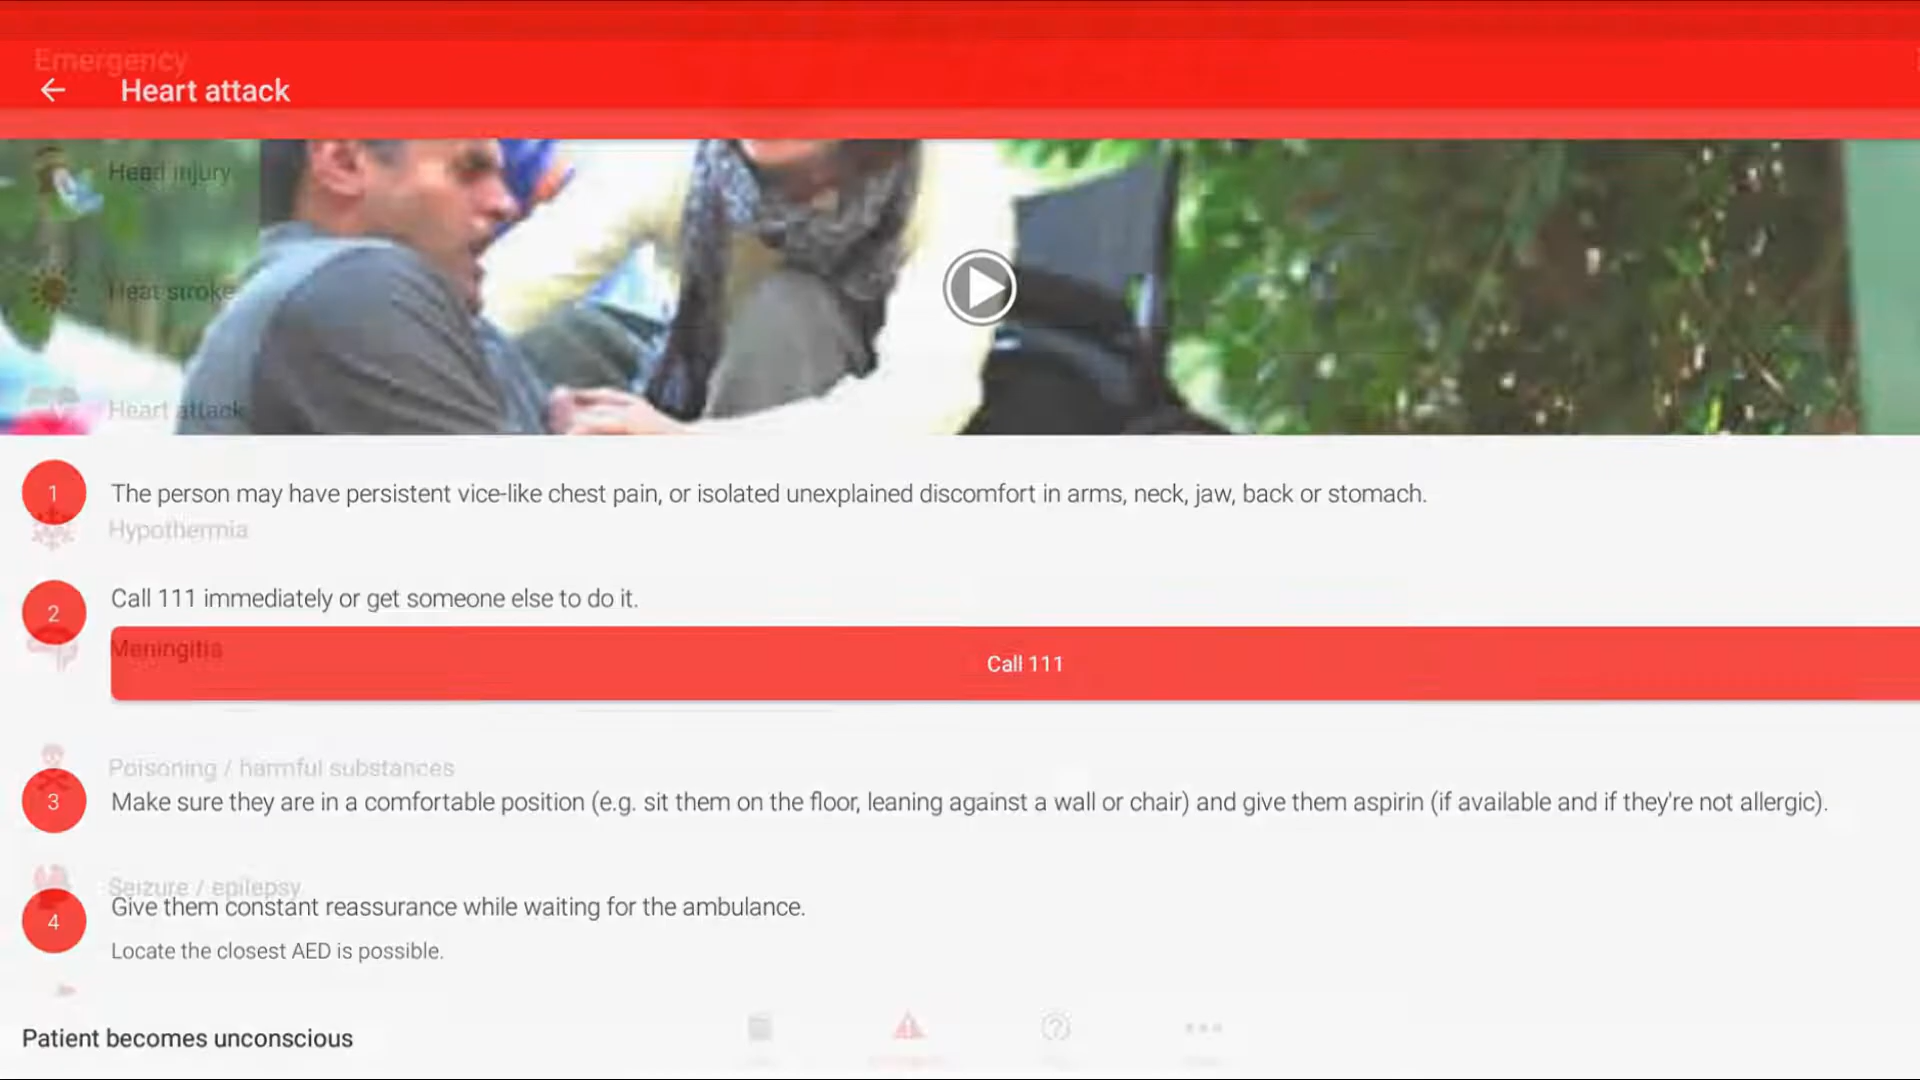 Emergency
Heart attack
Head injury
Heat stroke
Heart attack
1
The person may have persistent vice-like chest pain, or isolated unexplained discomfort in arms, neck, jaw, back or stomach.
Hypothermia
2
Call 111 immediately or get someone else to do it.
Meningitis
Call 111
Poisoning / harmful substances
3
Make sure they are in a comfortable position (e.g. sit them on the floor, leaning against a wall or chair) and give them aspirin (if available and if they're not allergic).
Seizure / epilepsy
4
Give them constant reassurance while waiting for the ambulance.
Locate the closest AED is possible.
Patient becomes unconscious